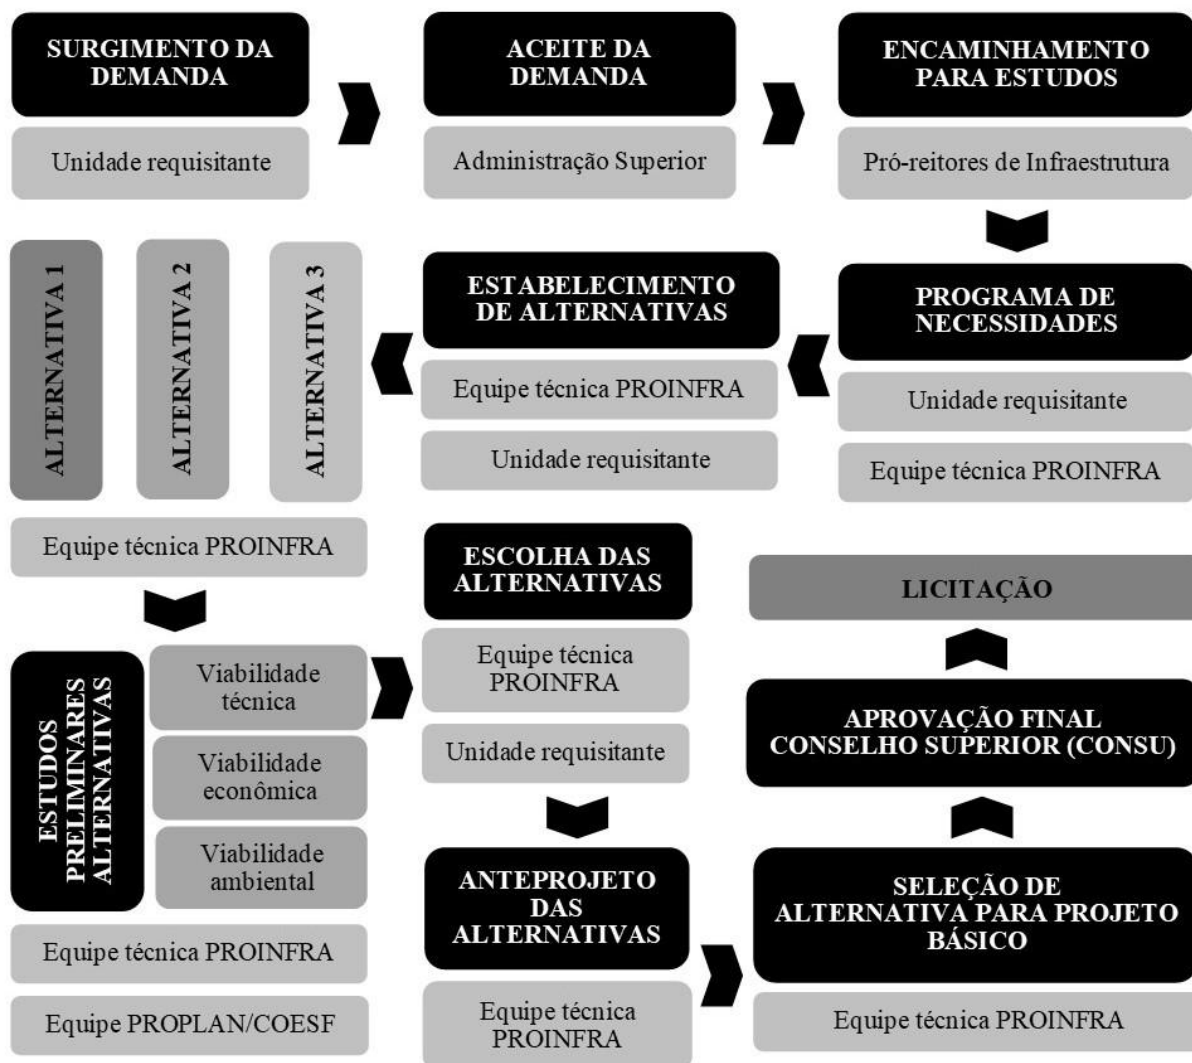 SURGIMENTO DA
DEMANDA
Unidade requisitante
ACEITE DA
DEMANDA
Administração Superior
ENCAMINHAMENTO
PARA ESTUDOS
Pró-reitores de Infraestrutura
PROGRAMA DE
NECESSIDADES
Unidade requisitante
Equipe técnica PROINFRA
ESTABELECIMENTO
DE ALTERNATIVAS
Equipe técnica PROINFRA
Unidade requisitante
ALTERNATIVA 1
ALTERNATIVA 2
ALTERNATIVA 3
Equipe técnica PROINFRA
ESTUDOS
PRELIMINARES
ALTERNATIVAS
Viabilidade
técnica
Viabilidade
econômica
Viabilidade
ambiental
Equipe técnica PROINFRA
Equipe PROPLAN/COESF
ESCOLHA DAS
ALTERNATIVAS
Equipe técnica
PROINFRA
Unidade requisitante
ANTEPROJETO
DAS
ALTERNATIVAS
Equipe técnica
PROINFRA
SELEÇÃO DE
ALTERNATIVA PARA PROJETO
BÁSICO
Equipe técnica PROINFRA
APROVAÇÃO FINAL
CONSELHO SUPERIOR (CONSU)
LICITAÇÃO